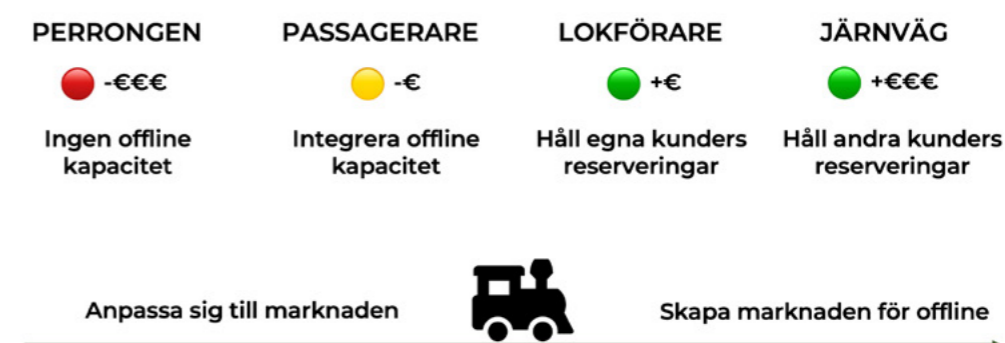 PERRONGEN
PASSAGERARE
LOKFÖRARE
JÄRNVÄG
-€€€
-€
+€
+€€€
Ingen offline
kapacitet
Integrera offline
kapacitet
Håll egna kunders
reserveringar
Håll andra kunders
reserveringar
Anpassa sig till marknaden
Skapa marknaden för offline